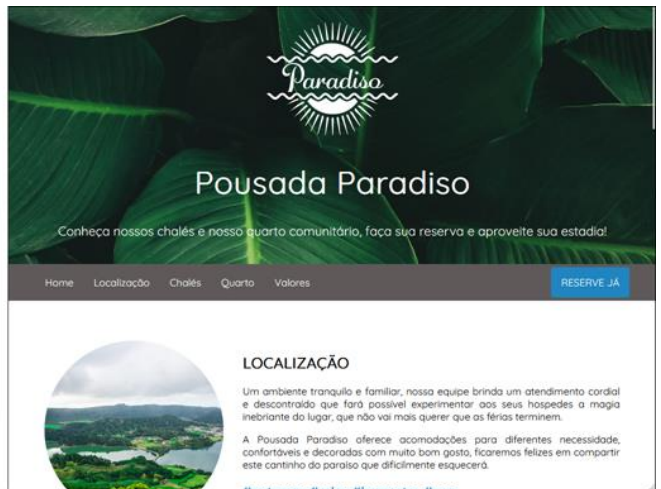 Paradiso
Pousada Paradiso
Conheça nossos chalés e nosso quarto comunitário, faça sua reserva e aproveite sua estadia!
Home Localização Chalés Quarto Valores RESERVE JÁ
LOCALIZAÇÃO
Um ambiente tranquilo e familiar, nossa equipe brinda um atendimento cordial
e descontraído que fará possível experimentar aos seus hospedes a magia
inebriante do lugar, que não vai mais querer que as férias terminem.
A Pousada Paradiso oferece acomodações para diferentes necessidade,
confortáveis e decoradas com muito bom gosto, ficaremos felizes em compartir
este cantinho do paraíso que dificilmente esquecerá.